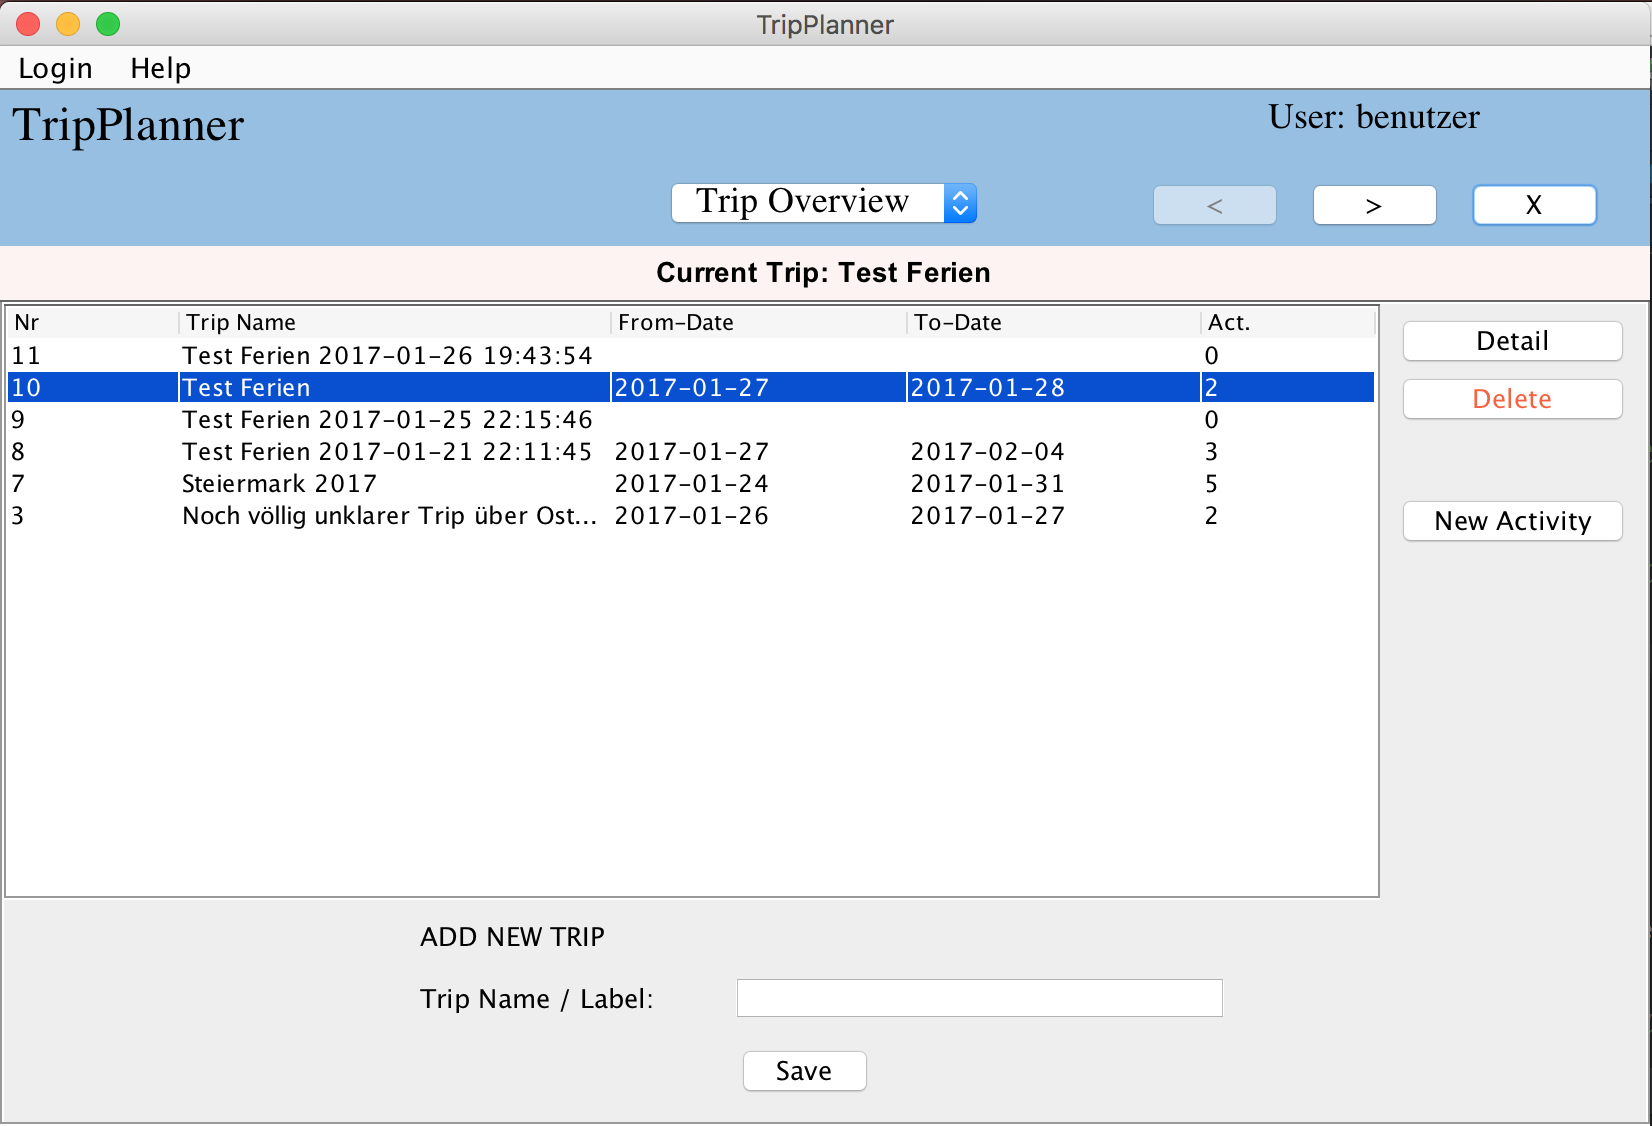 TripPlanner
Login Help
TripPlanner User: benutzer
Trip Overview < > X
Current Trip: Test Ferien
Nr Trip Name From-Date To-Date Act.
Detail
11 Test Ferien 2017-01-26 19:43:54 0
10 Test Ferien 2017-01-27 2017-01-28 2
Delete
9 Test Ferien 2017-01-25 22:15:46 0
8 Test Ferien 2017-01-21 22:11:45 2017-01-27 2017-02-04 3
7 Steiermark 2017 2017-01-24 2017-01-31 5
3 Noch völlig unklarer Trip über Ost... 2017-01-26 2017-01-27 2
New Activity
ADD NEW TRIP
Trip Name / Label:
Save